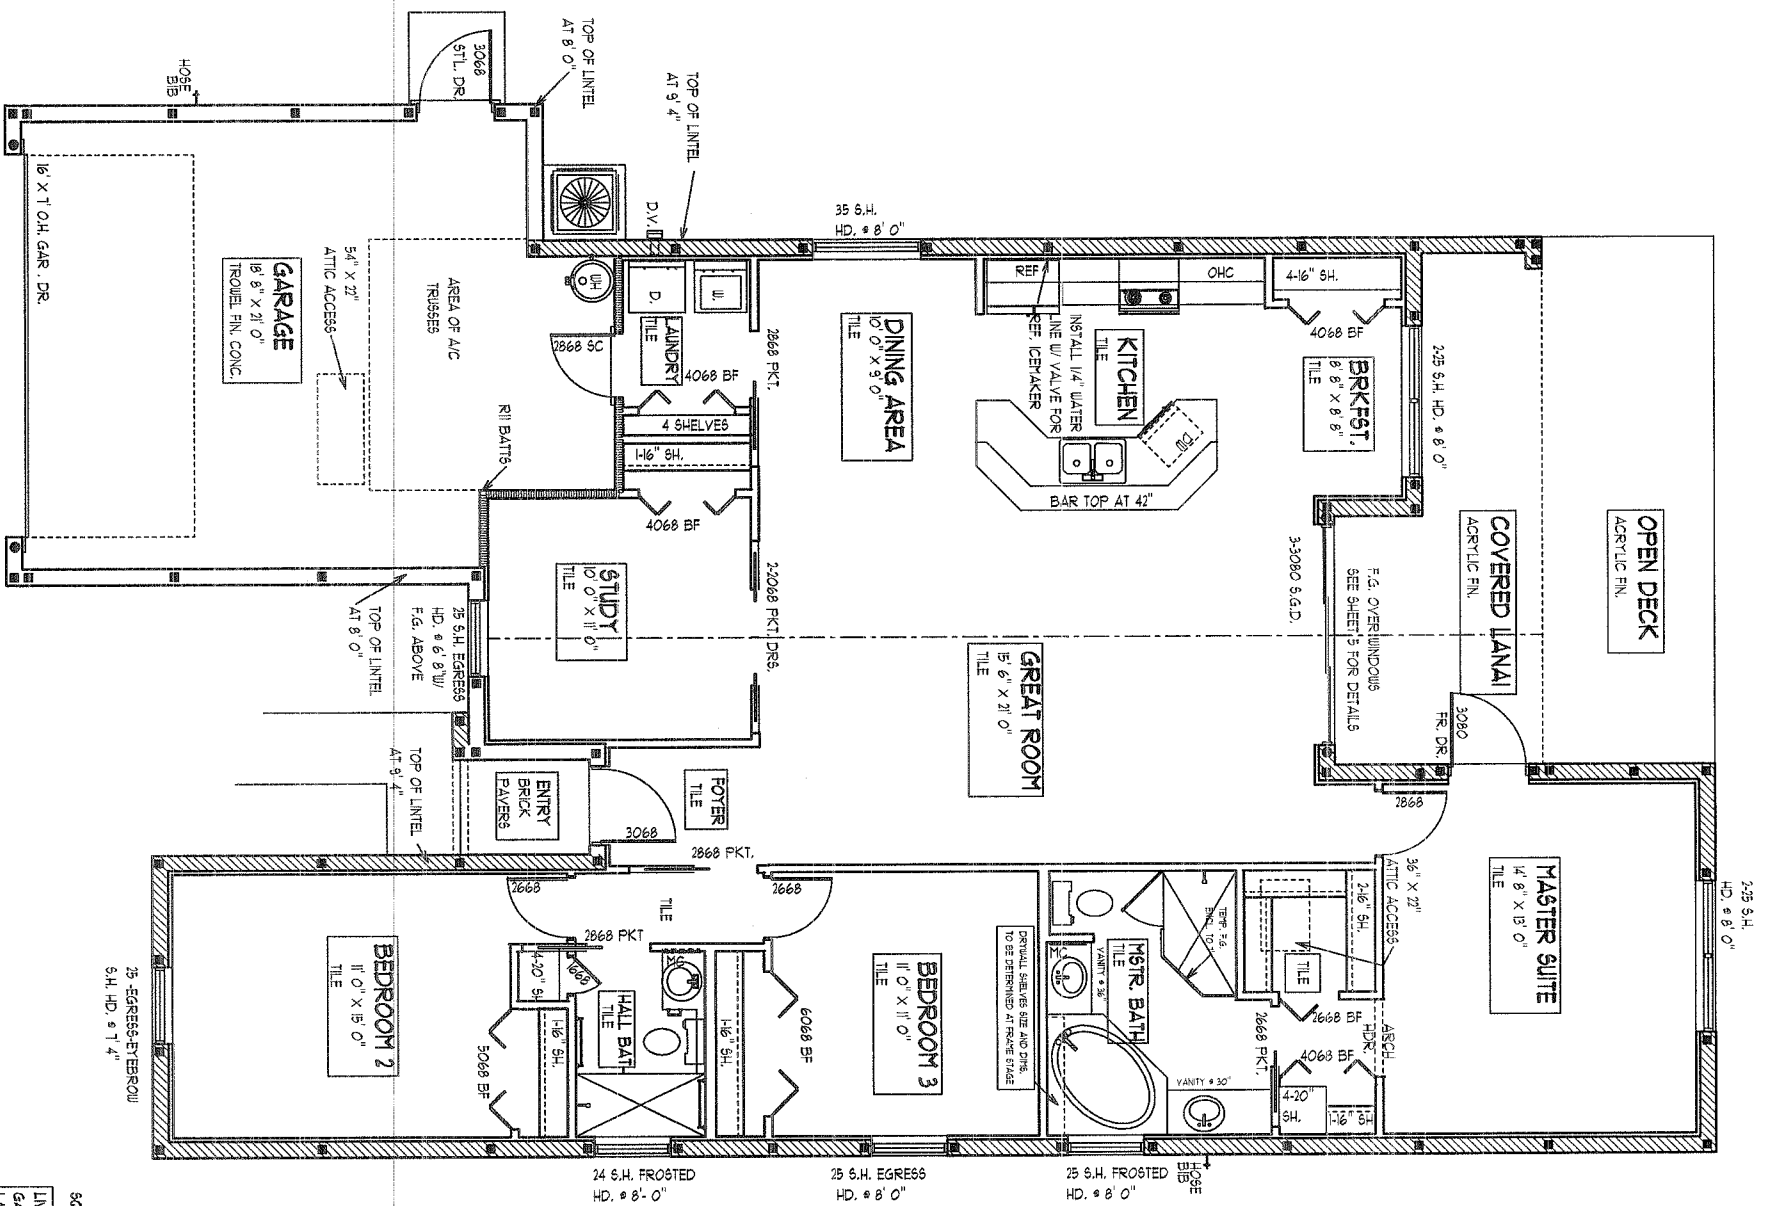 3068
ST'L. DR.
TOP OF LINTEL
AT 8' 0"
HOSE
BIB
TOP OF LINTEL
AT 9' 4"
D.V.
35 S.H.
HD. @ 8' 0"
16' X 7' O.H. GAR. DR.
GARAGE
18' 8" X 21' 0"
TROWEL FIN. CONC.
54" X 22"
ATTIC ACCESS
AREA OF A/C
TRUSSES
R11 BATTS
WH
D.
W.
LAUNDRY
TILE
2868 SC
4068 BF
4 SHELVES
1-16" SH.
4068 BF
2868 PKT.
DINING AREA
10' 0" X 9' 0"
TILE
REF
OHC
4-16" SH.
4068 BF
KITCHEN
TILE
INSTALL 1/4" WATER
LINE W/ VALVE FOR
REF. ICEMAKER
DW
BAR TOP AT 42"
BRKFST.
8' 8" X 8' 8"
TILE
2-25 S.H. HD. @ 8' 0"
OPEN DECK
ACRYLIC FIN.
COVERED LANAI
ACRYLIC FIN.
3-3080 S.G.D.
F.G. OVER WINDOWS
SEE SHEET 5 FOR DETAILS
3080
FR. DR.
STUDY
10' 0" X 11' 0"
TILE
2-2068 PKT. DRS.
25 S.H. EGRESS
HD. @ 6' 8" W/
F.G. ABOVE
TOP OF LINTEL
AT 8' 0"
GREAT ROOM
15' 6" X 21' 0"
TILE
TOP OF LINTEL
AT 9' 4"
ENTRY
BRICK
PAVERS
FOYER
TILE
3068
2868 PKT.
2868
MASTER SUITE
14' 8" X 13' 0"
TILE
2-25 S.H.
HD. @ 8' 0"
36" X 22"
ATTIC ACCESS
2-16" SH.
TILE
2668 BF
ARCH
HDR.
4068 BF
4-20"
SH.
1-16" SH
2668 PKT.
TEMP. F.G.
ENCL. TO
MSTR. BATH
TILE
VANITY @ 36"
MC
VANITY @ 30"
DRYWALL SHELVES SIZE AND DIMS.
TO BE DETERMINED AT FRAME STAGE
BEDROOM 3
11' 0" X 11' 0"
TILE
2668
6068 BF
1-16" SH.
2668
TILE
2868 PKT
MC
1668
4-20" SH
HALL BAT
TILE
1-16" SH.
5068 BF
BEDROOM 2
11' 0" X 15' 0"
TILE
25 -EGRESS-EYEBROW
S.H. HD. @ 7' 4"
24 S.H. FROSTED
HD. @ 8'- 0"
25 S.H. EGRESS
HD. @ 8' 0"
25 S.H. FROSTED
HD. @ 8' 0"
HOSE
BIB